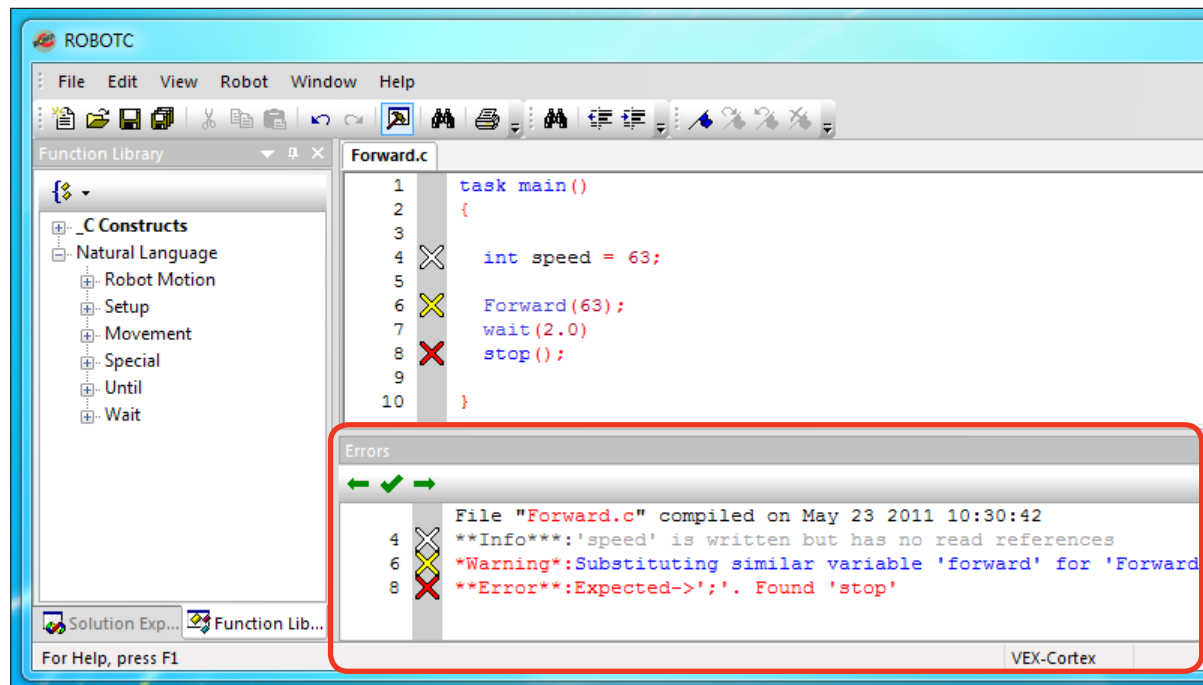 ROBOTC
File Edit View Robot Window Help
Function Library
_C Constructs
Natural Language
Robot Motion
Setup
Movement
Special
Until
Wait
Solution Exp... Function Lib...
Forward.c
1 task main()
2 {
3
4 int speed = 63;
5
6 Forward(63);
7 wait(2.0)
8 stop();
9
10 }
Errors
File "Forward.c" compiled on May 23 2011 10:30:42
4 **Info***:'speed' is written but has no read references
6 *Warning*:Substituting similar variable 'forward' for 'Forward
8 **Error**:Expected->';'. Found 'stop'
For Help, press F1
VEX-Cortex